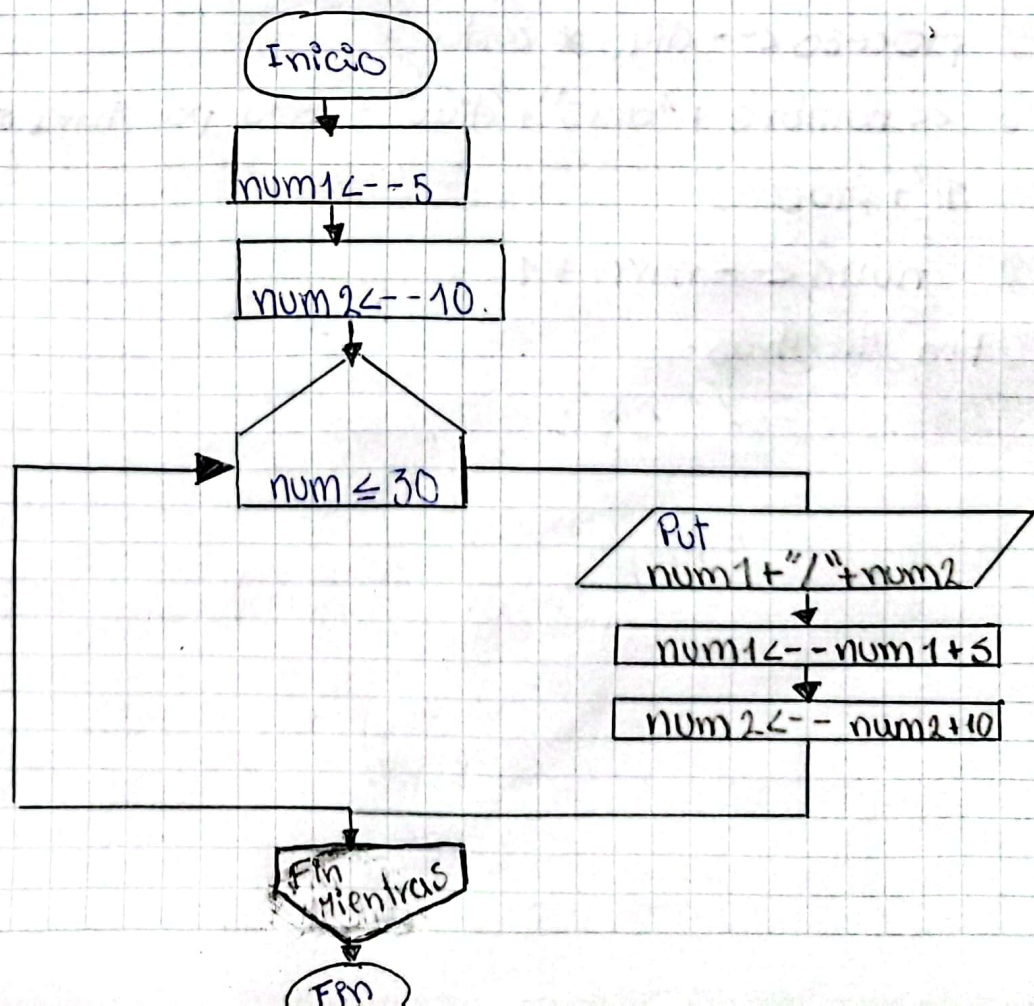 Inicio
num1<--5
num2<--10.
num ≤ 30
Put
num1+"/"+num2
num1<--num1+5
num2<-- num2+10
Fin
Mientras
Fin